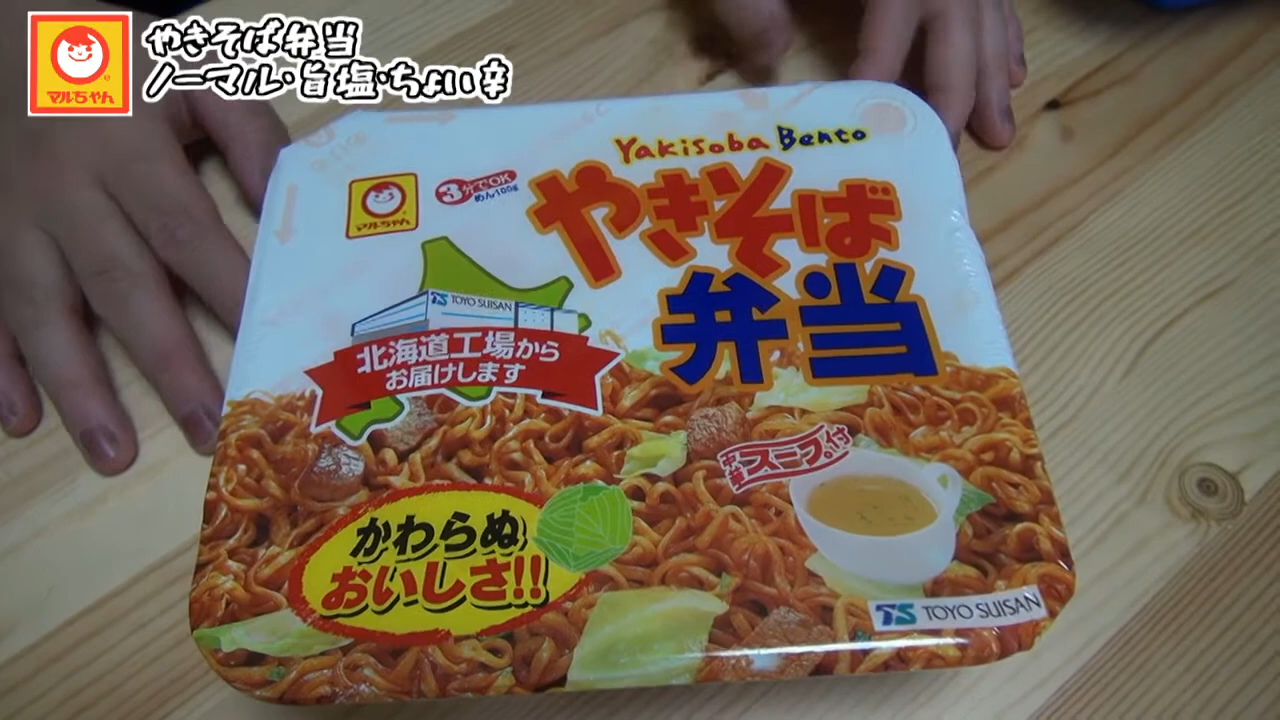 マルちゃん
やきそば弁当
ノーマル・旨塩・ちょい辛
Yakisoba Bento
マルちゃん
3分でOK
めん100g
やきそば
弁当
TS TOYO SUISAN
北海道工場から
お届けします
中華スープ付
かわらぬ
おいしさ!!
TS TOYO SUISAN